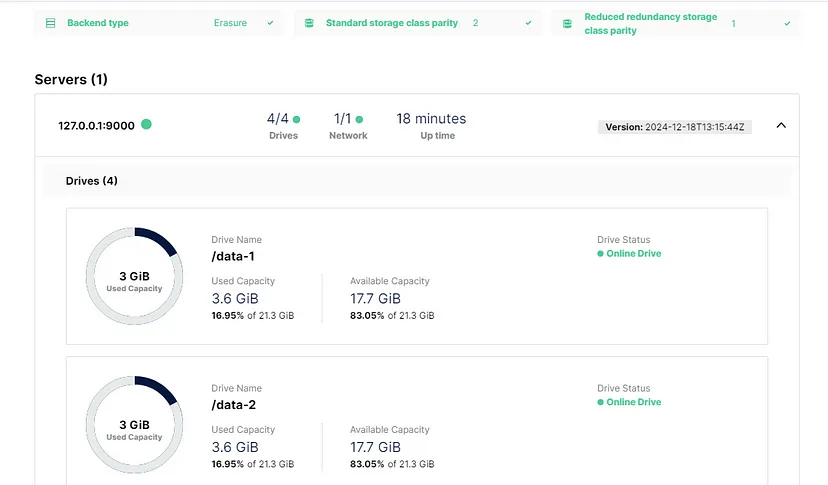 Backend type Erasure
Standard storage class parity 2
Reduced redundancy storage
class parity 1
Servers (1)
127.0.0.1:9000
4/4
Drives
1/1
Network
18 minutes
Up time
Version: 2024-12-18T13:15:44Z
Drives (4)
3 GiB
Used Capacity
Drive Name
/data-1
Used Capacity
3.6 GiB
16.95% of 21.3 GiB
Available Capacity
17.7 GiB
83.05% of 21.3 GiB
Drive Status
Online Drive
3 GiB
Used Capacity
Drive Name
/data-2
Used Capacity
3.6 GiB
16.95% of 21.3 GiB
Available Capacity
17.7 GiB
83.05% of 21.3 GiB
Drive Status
Online Drive